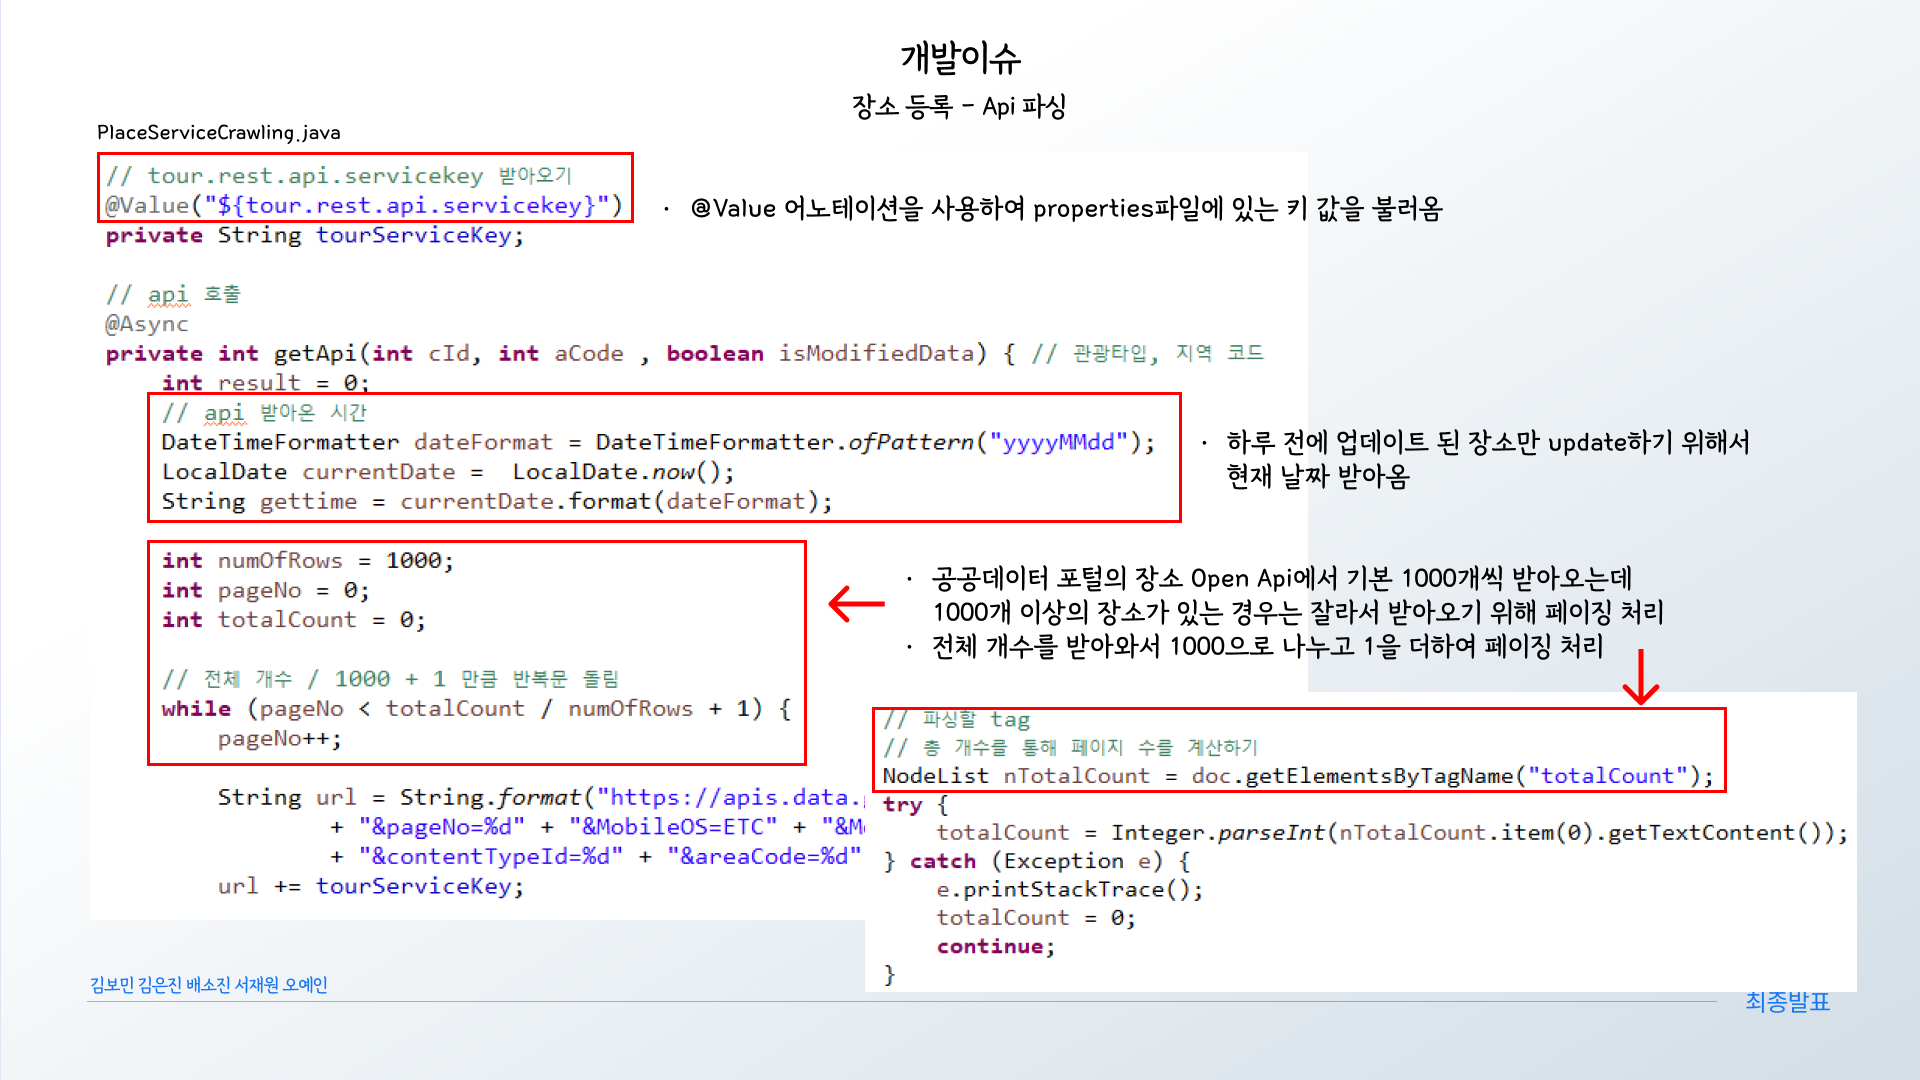 개발이슈
장소 등록 - Api 파싱
PlaceServiceCrawling.java
// tour.rest.api.servicekey 받아오기
@Value("${tour.rest.api.servicekey}")
private String tourServiceKey;
· @Value 어노테이션을 사용하여 properties파일에 있는 키 값을 불러옴
// api 호출
@Async
private int getApi(int cId, int aCode , boolean isModifiedData) { // 관광타입, 지역 코드
int result = 0;
// api 받아온 시간
DateTimeFormatter dateFormat = DateTimeFormatter.ofPattern("yyyyMMdd");
LocalDate currentDate =  LocalDate.now();
String gettime = currentDate.format(dateFormat);
· 하루 전에 업데이트 된 장소만 update하기 위해서
현재 날짜 받아옴
int numOfRows = 1000;
int pageNo = 0;
int totalCount = 0;
// 전체 개수 / 1000 + 1 만큼 반복문 돌림
while (pageNo < totalCount / numOfRows + 1) {
pageNo++;
· 공공데이터 포털의 장소 Open Api에서 기본 1000개씩 받아오는데
1000개 이상의 장소가 있는 경우는 잘라서 받아오기 위해 페이징 처리
· 전체 개수를 받아와서 1000으로 나누고 1을 더하여 페이징 처리
String url = String.format("https://apis.data.
+ "&pageNo=%d" + "&MobileOS=ETC" + "&M
+ "&contentTypeId=%d" + "&areaCode=%d"
url += tourServiceKey;
// 파싱할 tag
// 총 개수를 통해 페이지 수를 계산하기
NodeList nTotalCount = doc.getElementsByTagName("totalCount");
try {
totalCount = Integer.parseInt(nTotalCount.item(0).getTextContent());
} catch (Exception e) {
e.printStackTrace();
totalCount = 0;
continue;
}
김보민 김은진 배소진 서재원 오예인
최종발표